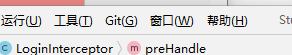 运行(U) 工具(T) Git(G) 窗口(W) 帮助(H)
C LoginInterceptor m preHandle